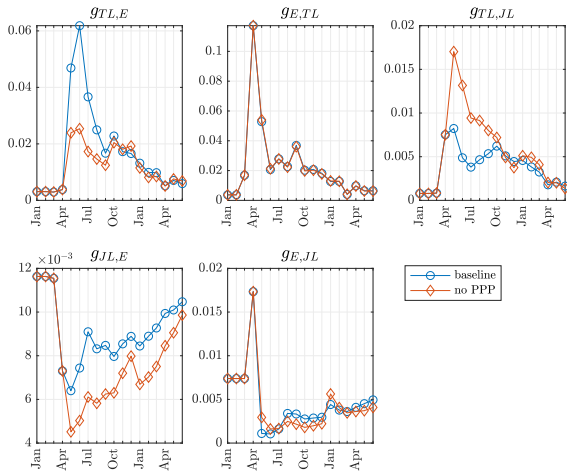 g_{TL,E}
0.06
0.04
0.02
0
Jan
Apr
Jul
Oct
Jan
Apr
g_{E,TL}
0.1
0.08
0.06
0.04
0.02
0
Jan
Apr
Jul
Oct
Jan
Apr
g_{TL,JL}
0.02
0.015
0.01
0.005
0
Jan
Apr
Jul
Oct
Jan
Apr
g_{JL,E}
×10^{-3}
12
10
8
6
4
Jan
Apr
Jul
Oct
Jan
Apr
g_{E,JL}
0.02
0.015
0.01
0.005
0
Jan
Apr
Jul
Oct
Jan
Apr
baseline
no PPP